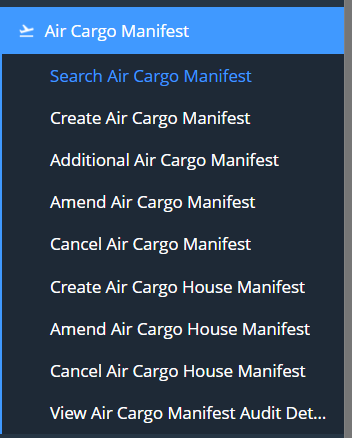 Air Cargo Manifest
Search Air Cargo Manifest
Create Air Cargo Manifest
Additional Air Cargo Manifest
Amend Air Cargo Manifest
Cancel Air Cargo Manifest
Create Air Cargo House Manifest
Amend Air Cargo House Manifest
Cancel Air Cargo House Manifest
View Air Cargo Manifest Audit Det...